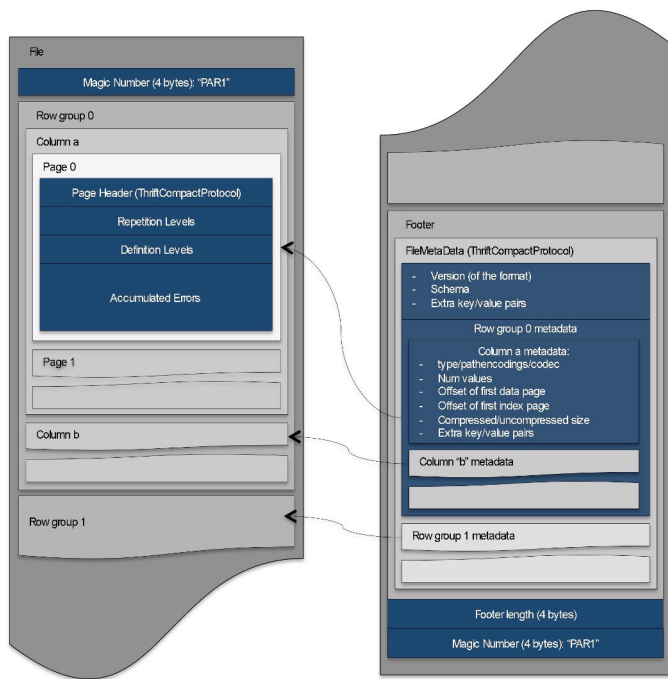 File
Magic Number (4 bytes): "PAR1"
Row group 0
Column a
Page 0
Page Header (ThriftCompactProtocol)
Repetition Levels
Definition Levels
Accumulated Errors
Page 1
Column b
Row group 1
Footer
FileMetaData (ThriftCompactProtocol)
- Version (of the format)
- Schema
- Extra key/value pairs
Row group 0 metadata
Column a metadata:
- type/pathencodings/codec
- Num values
- Offset of first data page
- Offset of first index page
- Compressed/uncompressed size
- Extra key/value pairs
Column "b" metadata
Row group 1 metadata
Footer length (4 bytes)
Magic Number (4 bytes): "PAR1"